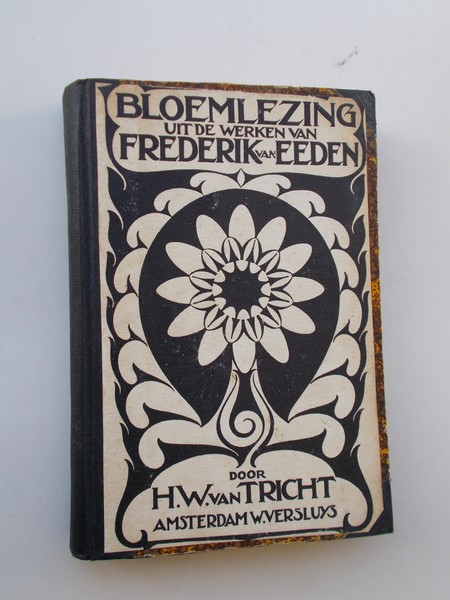 BLOEMLEZING
UIT DE WERKEN VAN
FREDERIK VAN EEDEN
DOOR
H.W. VAN TRICHT
AMSTERDAM W. VERSLUYS